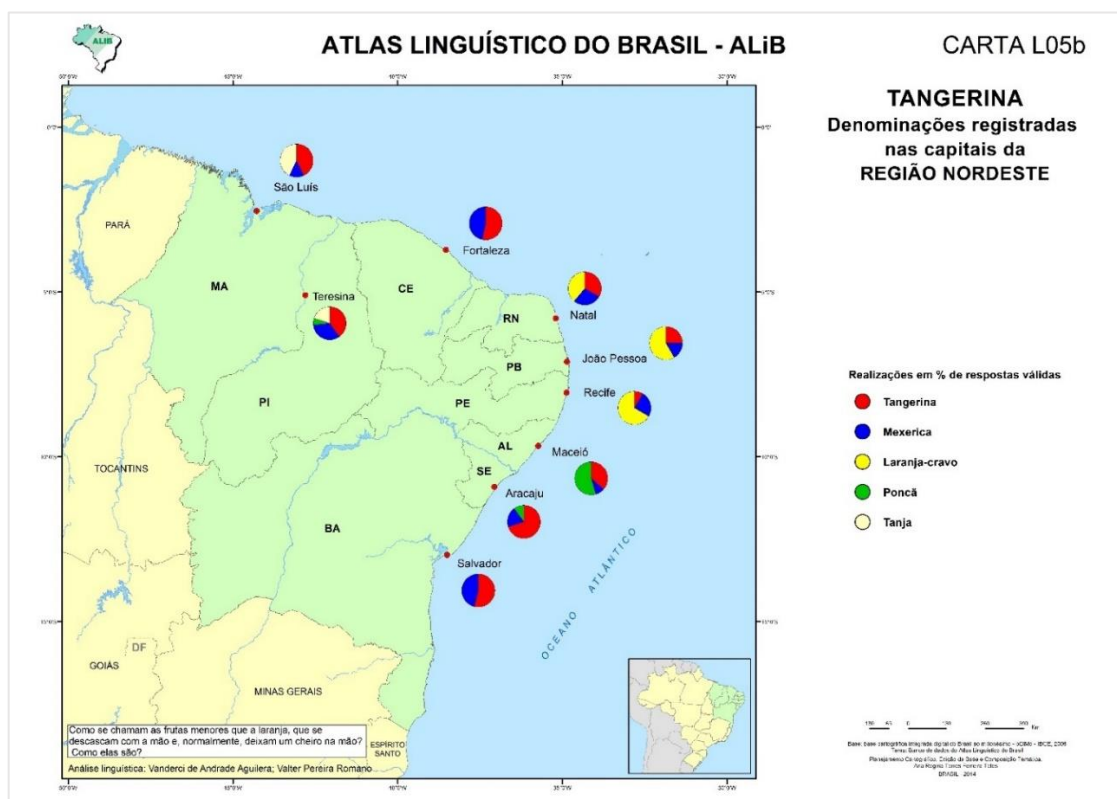 ALiB
ATLAS LINGUÍSTICO DO BRASIL - ALiB
CARTA L05b
TANGERINA
Denominações registradas
nas capitais da
REGIÃO NORDESTE
São Luís
Fortaleza
PARÁ
MA
Teresina
CE
Natal
RN
João Pessoa
PB
Recife
PI
PE
AL
Maceió
TOCANTINS
SE
Aracaju
BA
Salvador
OCEANO ATLÂNTICO
DF
GOIÁS
MINAS GERAIS
ESPÍRITO
SANTO
Realizações em % de respostas válidas
Tangerina
Mexerica
Laranja-cravo
Poncã
Tanja
Como se chamam as frutas menores que a laranja, que se
descascam com a mão e, normalmente, deixam um cheiro na mão?
Como elas são?
Análise linguística: Vanderci de Andrade Aguilera; Valter Pereira Romano
BRASIL - 2014